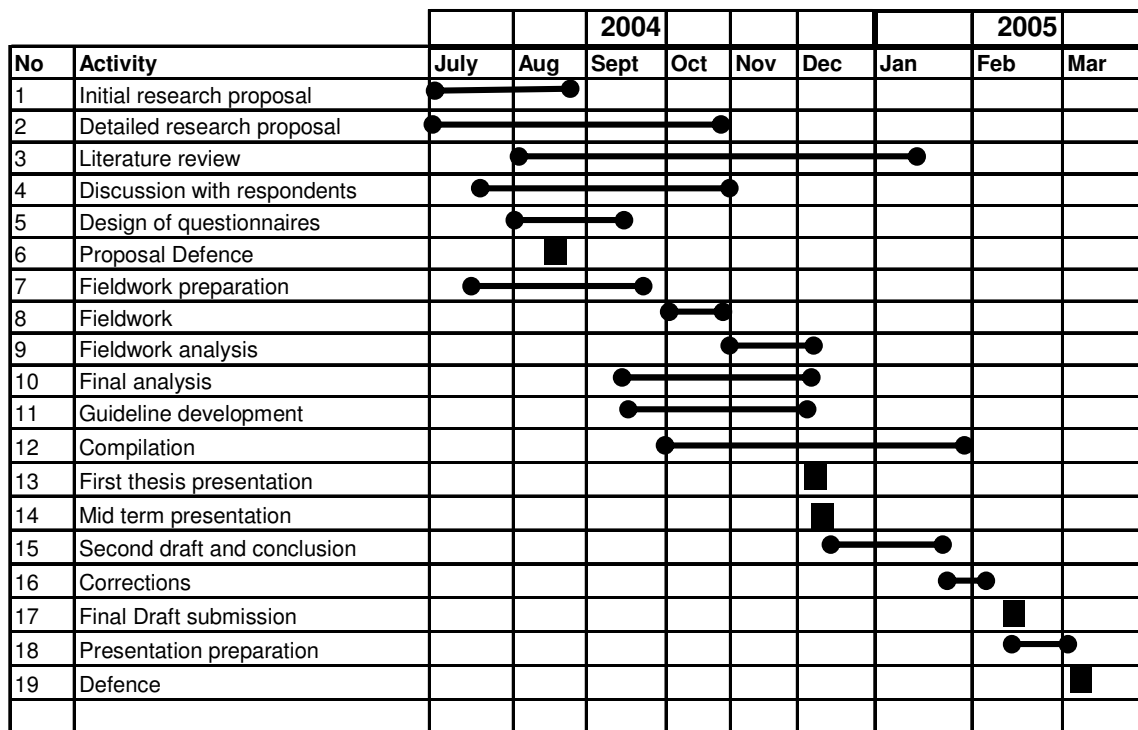 2004 2005
No Activity July Aug Sept Oct Nov Dec Jan Feb Mar
1 Initial research proposal
2 Detailed research proposal
3 Literature review
4 Discussion with respondents
5 Design of questionnaires
6 Proposal Defence
7 Fieldwork preparation
8 Fieldwork
9 Fieldwork analysis
10 Final analysis
11 Guideline development
12 Compilation
13 First thesis presentation
14 Mid term presentation
15 Second draft and conclusion
16 Corrections
17 Final Draft submission
18 Presentation preparation
19 Defence